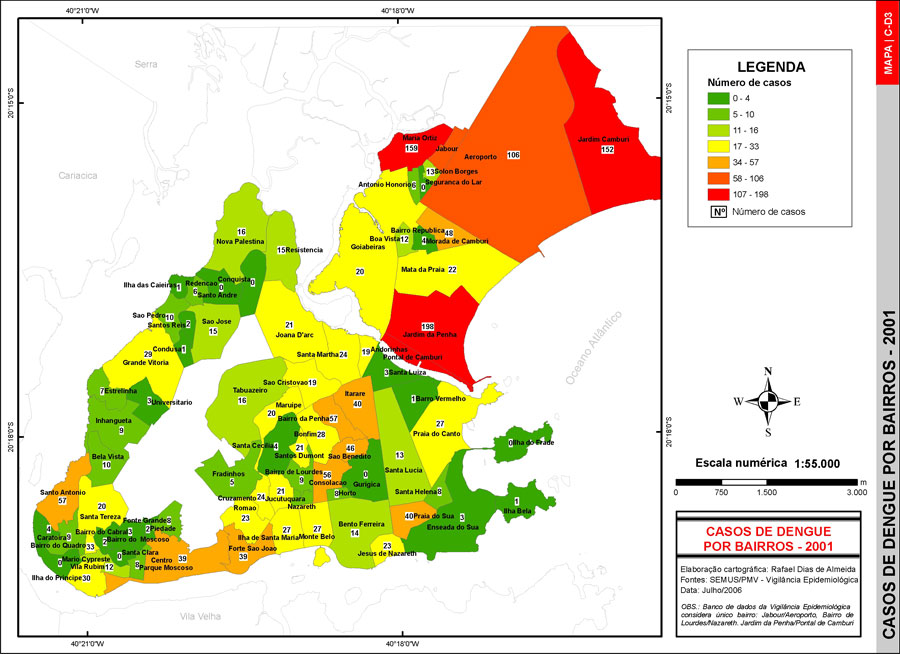 40°21'0"W
40°18'0"W
MAPA | C-D3
CASOS DE DENGUE POR BAIRROS - 2001
20°15'0"S
20°15'0"S
20°18'0"S
20°18'0"S
Serra
Cariacica
Vila Velha
Oceano Atlântico
LEGENDA
Número de casos
0 - 4
5 - 10
11 - 16
17 - 33
34 - 57
58 - 106
107 - 198
Nº Número de casos
Maria Ortiz
159
Jabour
Aeroporto
106
Jardim Camburi
152
13 Solon Borges
Antonio Honorio 6
0 Seguranca do Lar
Bairro Republica
48
Boa Vista 12
4 Morada de Camburi
Goiabeiras
20
Mata da Praia 22
198
Jardim da Penha
Pontal de Camburi
16
Nova Palestina
15 Resistencia
Conquista 0
Ilha das Caieiras 1
Redencao
6
0
Santo Andre
Sao Pedro 10
Santos Reis 2
Sao Jose
15
Condusa 1
29
Grande Vitoria
21
Joana D'arc
Santa Martha 24
19 Andorinhas
3 Santa Luiza
7 Estrelinha
3 Universitario
Inhangueta
9
Bela Vista
10
Tabuazeiro
16
Sao Cristovao 19
Maruipe
20
Itarare
40
Bairro da Penha 57
1 Barro Vermelho
27
Praia do Canto
Bonfim 28
Santa Cecilia 4
21
Santos Dumont
46
Sao Benedito
13
Santa Lucia
0 Ilha do Frade
Fradinhos
5
Bairro de Lourdes
9
Nazareth
56
Consolacao
0
Gurigica
8 Horto
Santa Helena 8
1
Ilha Bela
Santo Antonio
57
20
Santa Tereza
Cruzamento 24
21
Jucutuquara
Romao
23
27
Ilha de Santa Maria
27
Monte Belo
Bento Ferreira
14
40 Praia do Sua
3
Enseada do Sua
23
Jesus de Nazareth
4
Caratoira 9
Fonte Grande 8
2 Piedade
Bairro do Cabral 3
2 Bairro do Moscoso
Bairro do Quadro 33
0 Santa Clara
Mario Cypreste
0
Vila Rubim 12
8
Centro
39
Parque Moscoso
Forte Sao Joao
39
Ilha do Principe 30
N
W E
S
Escala numérica 1:55.000
0 750 1.500 3.000 m
CASOS DE DENGUE
POR BAIRROS - 2001
Elaboração cartográfica: Rafael Dias de Almeida
Fontes: SEMUS/PMV - Vigilância Epidemiológica
Data: Julho/2006
OBS.: Banco de dados da Vigilância Epidemiológica
considera único bairro: Jabour/Aeroporto, Bairro de
Lourdes/Nazareth. Jardim da Penha/Pontal de Camburi
40°21'0"W
40°18'0"W